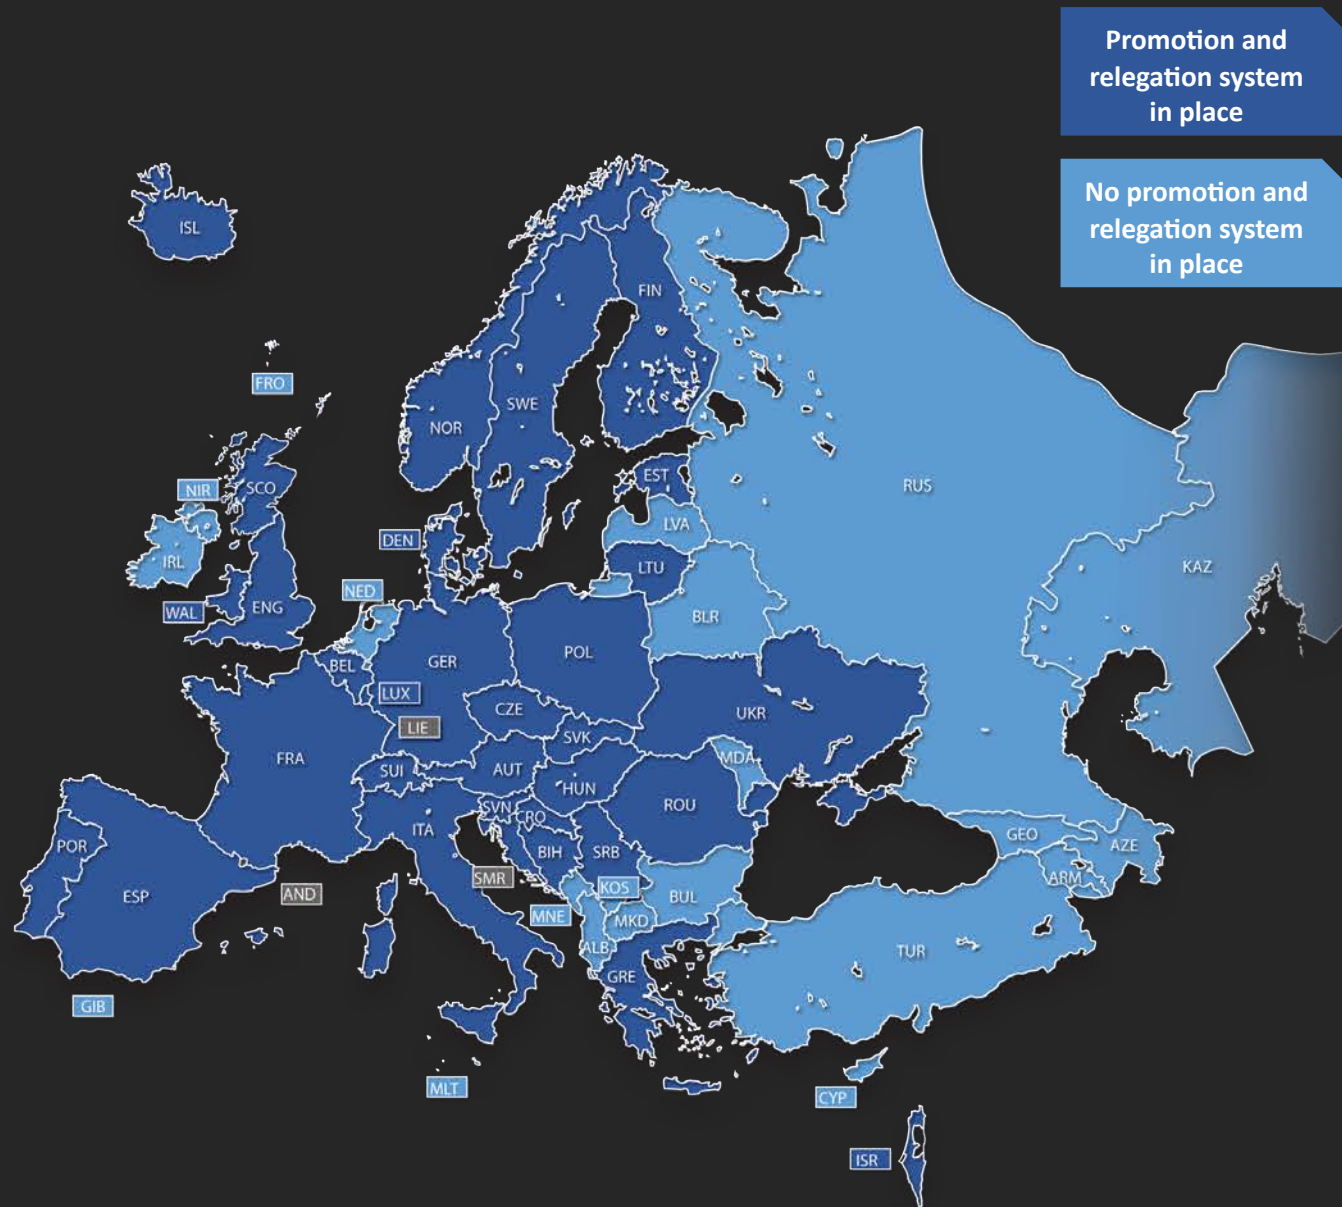 Promotion and
relegation system
in place
No promotion and
relegation system
in place
ISL
FIN
FRO
SWE
NOR
EST
RUS
SCO
NIR
LVA
DEN
IRL
LTU
KAZ
NED
WAL
ENG
BLR
POL
GER
BEL
LUX
CZE
UKR
LIE
SVK
FRA
MDA
SUI
AUT
HUN
ROU
SVN
CRO
ITA
GEO
AZE
POR
BIH
SRB
SMR
ARM
KOS
AND
ESP
BUL
MNE
MKD
ALB
TUR
GRE
GIB
MLT
CYP
ISR